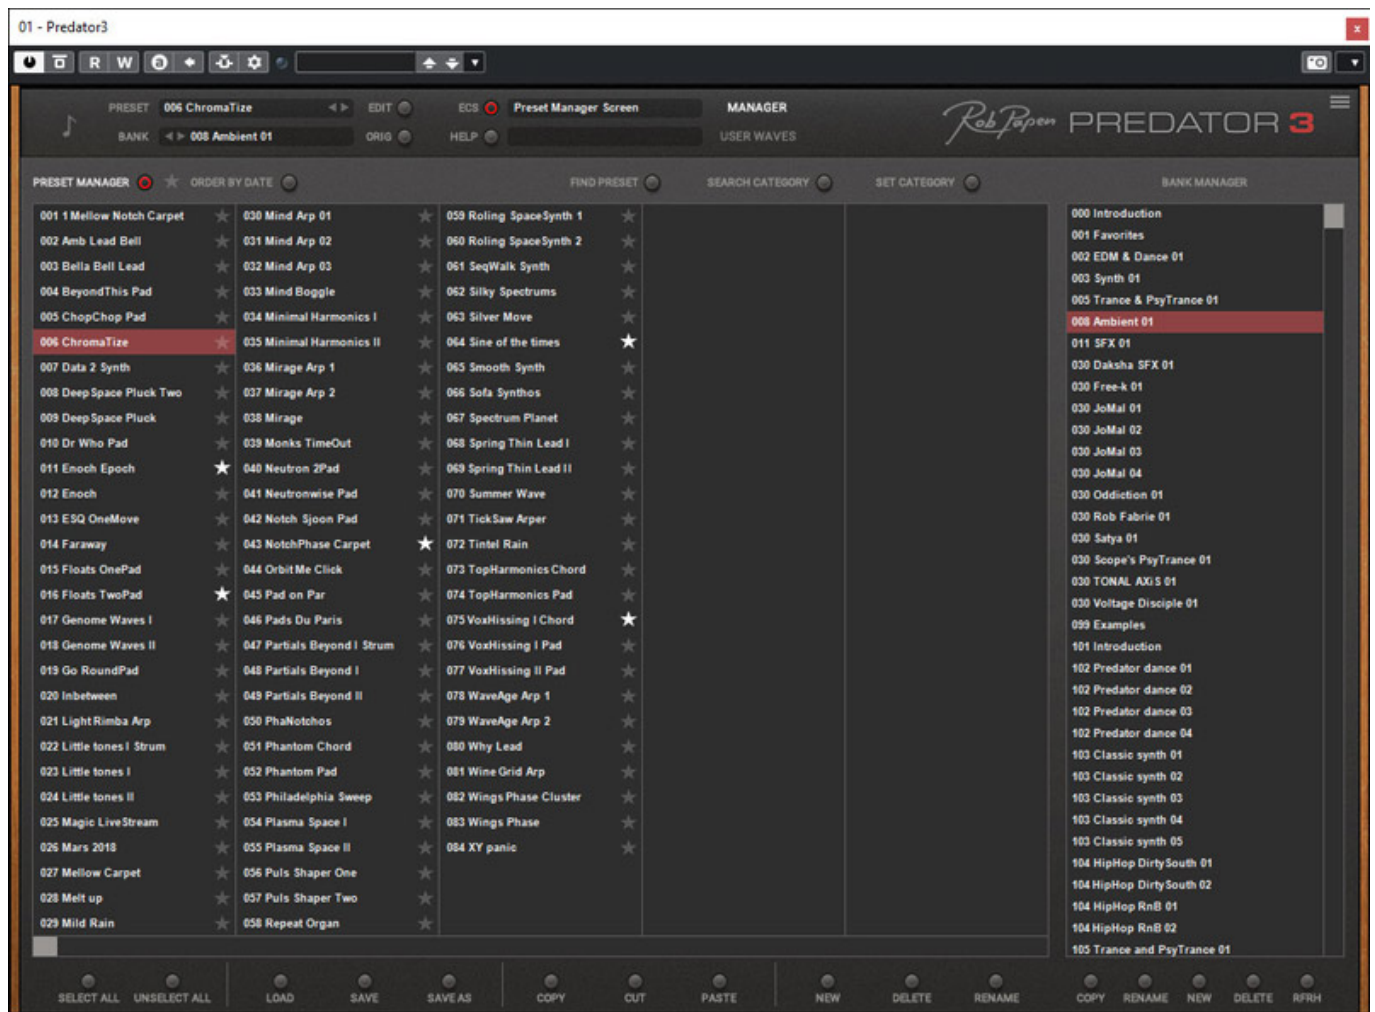 01 - Predator3
R W
PRESET 006 ChromaTize EDIT ECS Preset Manager Screen MANAGER
BANK 008 Ambient 01 ORIG HELP USER WAVES
Rob Papen PREDATOR 3
PRESET MANAGER ORDER BY DATE FIND PRESET SEARCH CATEGORY SET CATEGORY BANK MANAGER
001 1 Mellow Notch Carpet
002 Amb Lead Bell
003 Bella Bell Lead
004 BeyondThis Pad
005 ChopChop Pad
006 ChromaTize
007 Data 2 Synth
008 DeepSpace Pluck Two
009 DeepSpace Pluck
010 Dr Who Pad
011 Enoch Epoch
012 Enoch
013 ESQ OneMove
014 Faraway
015 Floats OnePad
016 Floats TwoPad
017 Genome Waves I
018 Genome Waves II
019 Go RoundPad
020 Inbetween
021 Light Rimba Arp
022 Little tones I Strum
023 Little tones I
024 Little tones II
025 Magic LiveStream
026 Mars 2018
027 Mellow Carpet
028 Melt up
029 Mild Rain
030 Mind Arp 01
031 Mind Arp 02
032 Mind Arp 03
033 Mind Boggle
034 Minimal Harmonics I
035 Minimal Harmonics II
036 Mirage Arp 1
037 Mirage Arp 2
038 Mirage
039 Monks TimeOut
040 Neutron 2Pad
041 Neutronwise Pad
042 Notch Sjoon Pad
043 NotchPhase Carpet
044 Orbit Me Click
045 Pad on Par
046 Pads Du Paris
047 Partials Beyond I Strum
048 Partials Beyond I
049 Partials Beyond II
050 PhaNotchos
051 Phantom Chord
052 Phantom Pad
053 Philadelphia Sweep
054 Plasma Space I
055 Plasma Space II
056 Puls Shaper One
057 Puls Shaper Two
058 Repeat Organ
059 Roling SpaceSynth 1
060 Roling SpaceSynth 2
061 SeqWalk Synth
062 Silky Spectrums
063 Silver Move
064 Sine of the times
065 Smooth Synth
066 Sofa Synthos
067 Spectrum Planet
068 Spring Thin Lead I
069 Spring Thin Lead II
070 Summer Wave
071 TickSaw Arper
072 Tintel Rain
073 TopHarmonics Chord
074 TopHarmonics Pad
075 VoxHissing I Chord
076 VoxHissing I Pad
077 VoxHissing II Pad
078 WaveAge Arp 1
079 WaveAge Arp 2
080 Why Lead
081 Wine Grid Arp
082 Wings Phase Cluster
083 Wings Phase
084 XY panic
000 Introduction
001 Favorites
002 EDM & Dance 01
003 Synth 01
005 Trance & PsyTrance 01
008 Ambient 01
011 SFX 01
030 Daksha SFX 01
030 Free-k 01
030 JoMal 01
030 JoMal 02
030 JoMal 03
030 JoMal 04
030 Oddiction 01
030 Rob Fabrie 01
030 Satya 01
030 Scope's PsyTrance 01
030 TONAL AXiS 01
030 Voltage Disciple 01
099 Examples
101 Introduction
102 Predator dance 01
102 Predator dance 02
102 Predator dance 03
102 Predator dance 04
103 Classic synth 01
103 Classic synth 02
103 Classic synth 03
103 Classic synth 04
103 Classic synth 05
104 HipHop DirtySouth 01
104 HipHop DirtySouth 02
104 HipHop RnB 01
104 HipHop RnB 02
105 Trance and PsyTrance 01
SELECT ALL UNSELECT ALL LOAD SAVE SAVE AS COPY CUT PASTE NEW DELETE RENAME COPY RENAME NEW DELETE RFRH